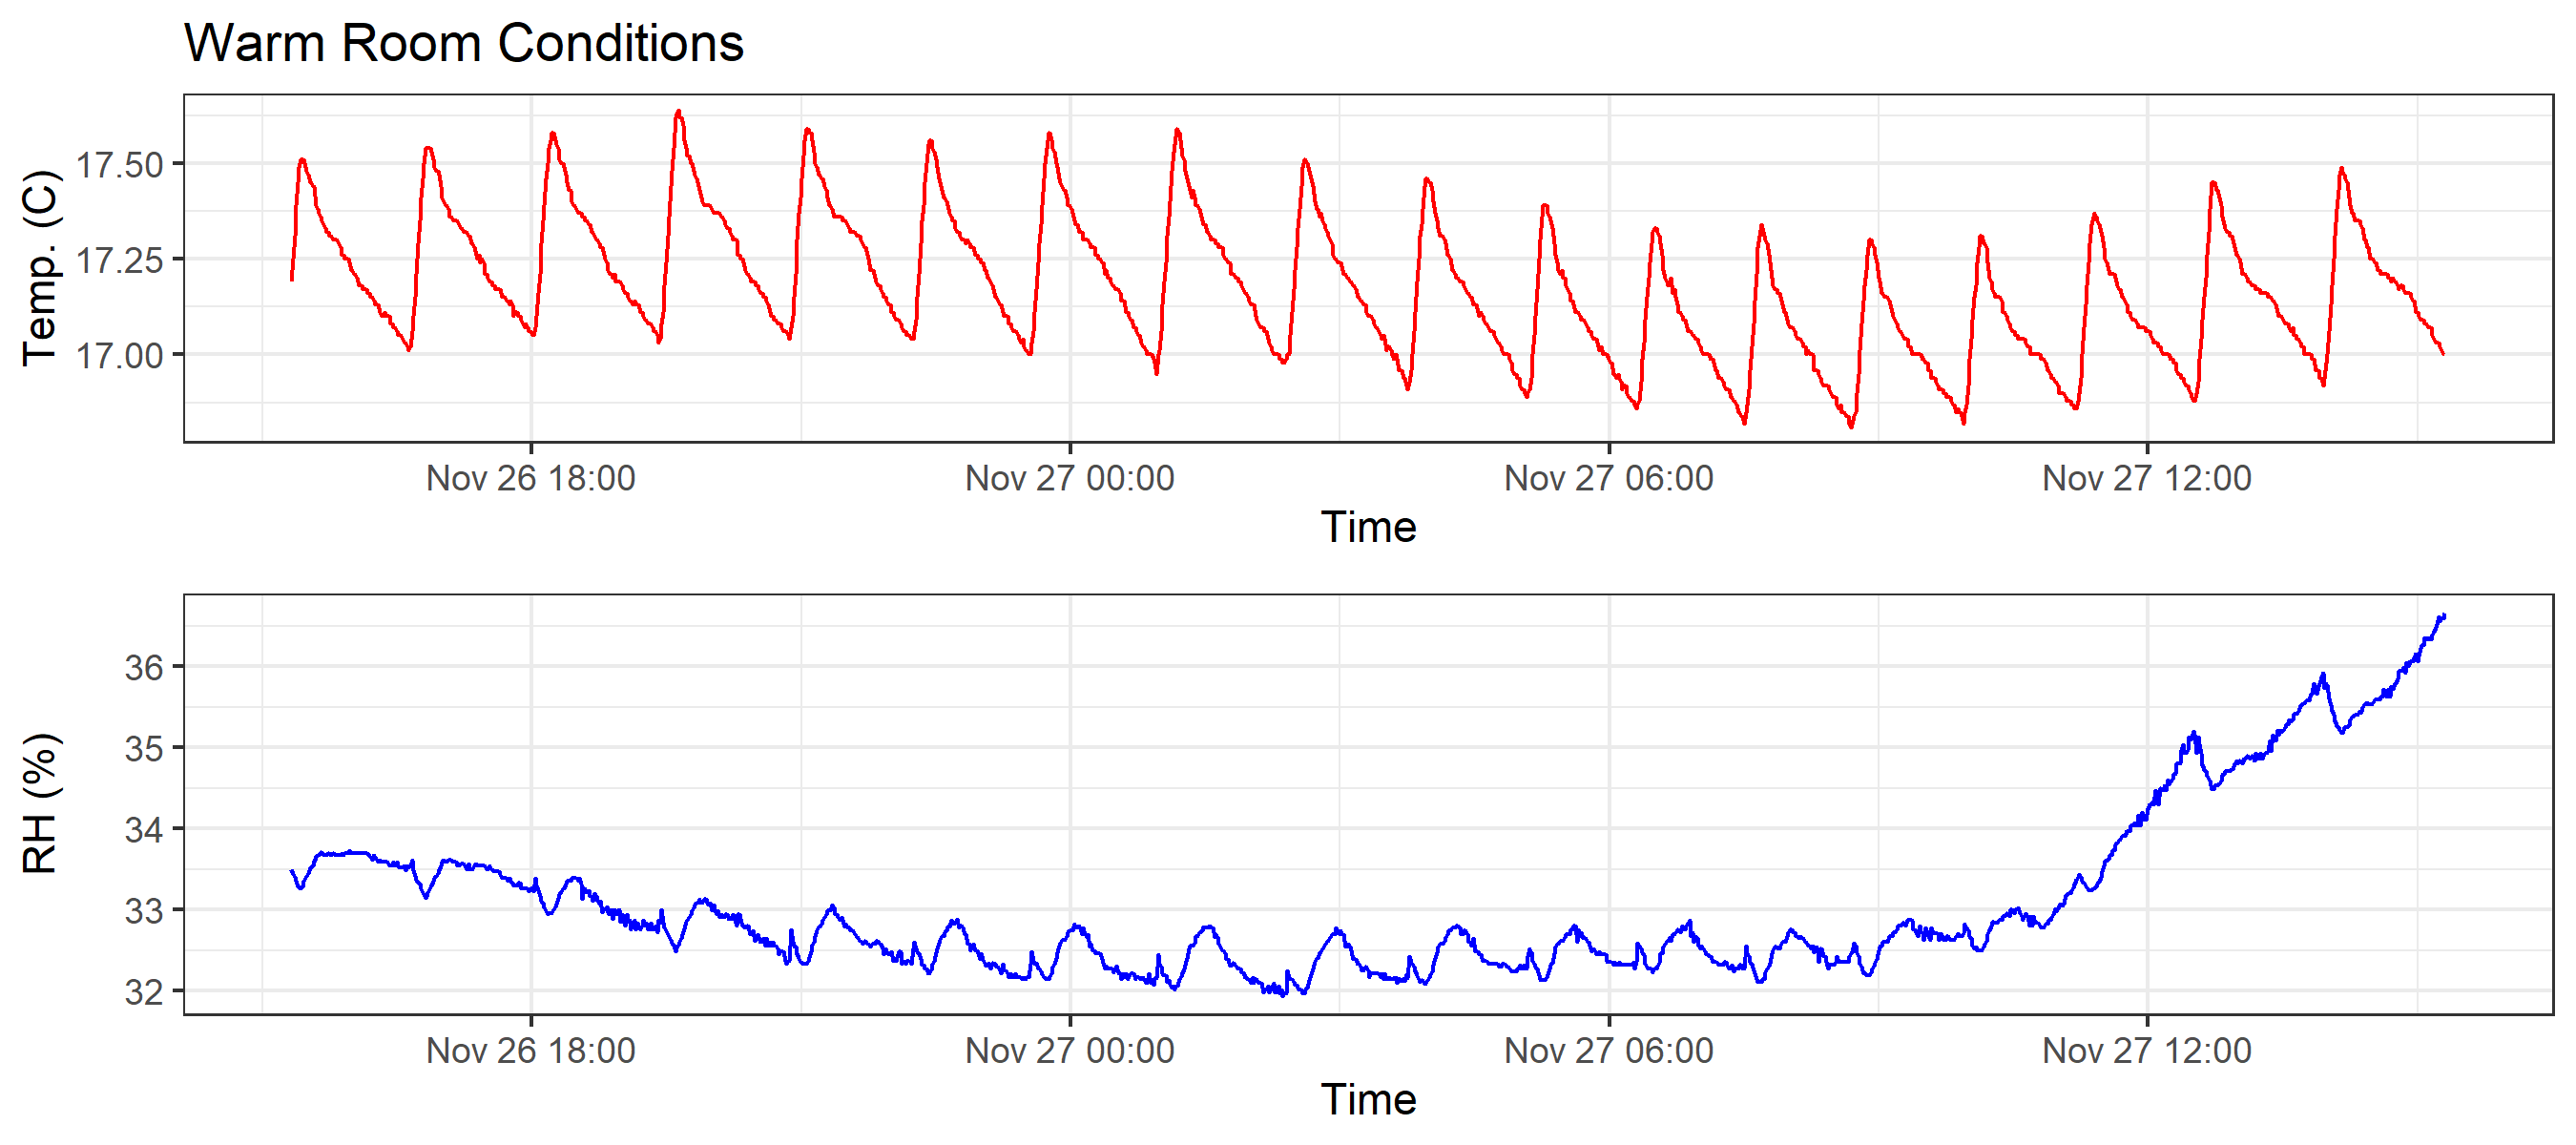 Warm Room Conditions
Temp. (C)
17.50
17.25
17.00
Nov 26 18:00 Nov 27 00:00 Nov 27 06:00 Nov 27 12:00
Time
RH (%)
36
35
34
33
32
Nov 26 18:00 Nov 27 00:00 Nov 27 06:00 Nov 27 12:00
Time